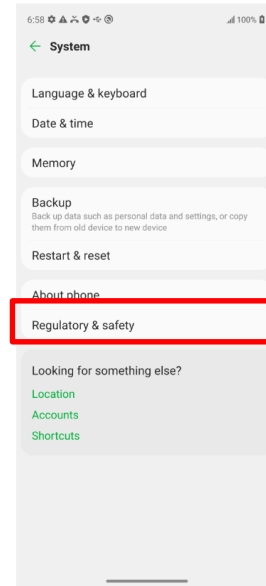 6:58 100%
System
Language & keyboard
Date & time
Memory
Backup
Back up data such as personal data and settings, or copy
them from old device to new device
Restart & reset
About phone
Regulatory & safety
Looking for something else?
Location
Accounts
Shortcuts